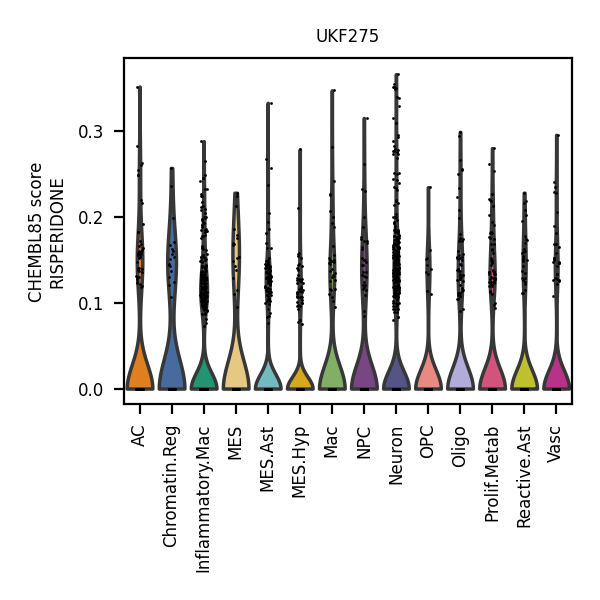 UKF275
CHEMBL85 score
RISPERIDONE
0.3
0.2
0.1
0.0
AC
Chromatin.Reg
Inflammatory.Mac
MES
MES.Ast
MES.Hyp
Mac
NPC
Neuron
OPC
Oligo
Prolif.Metab
Reactive.Ast
Vasc